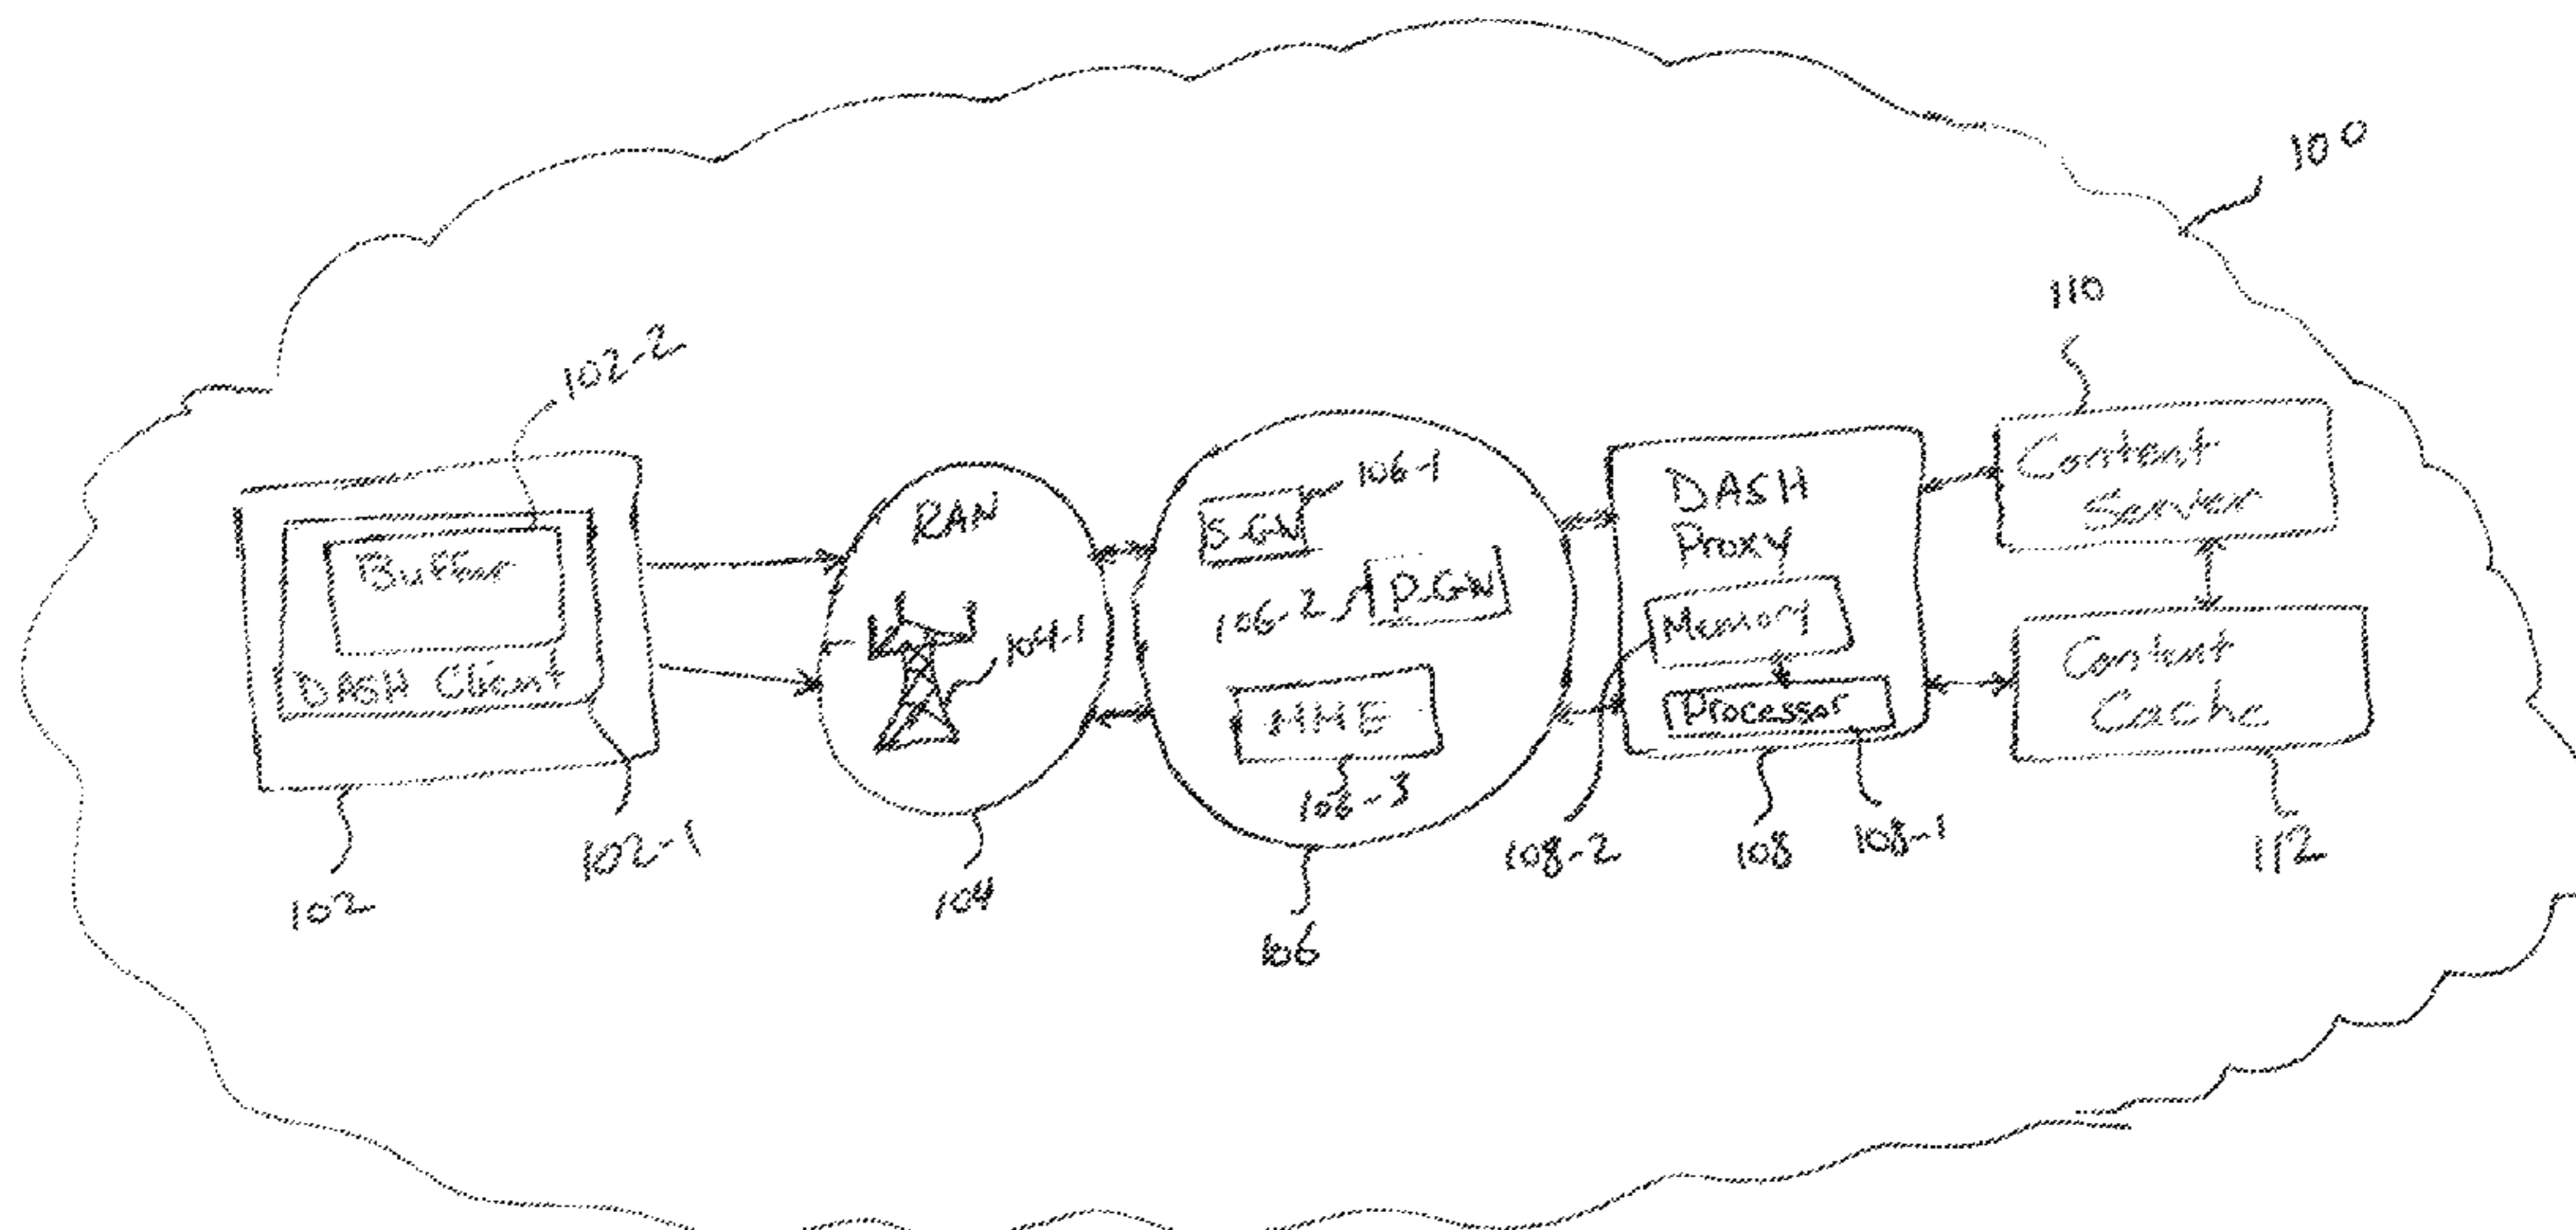 100
110
102-2
Content
Server
106-1
RAN
DASH
Proxy
S-GW
Buffer
P-GW
106-2
Memory
104-1
Content
Cache
DASH Client
MME
Processor
106-3
108-2
108
108-1
112
102-1
102
104
106